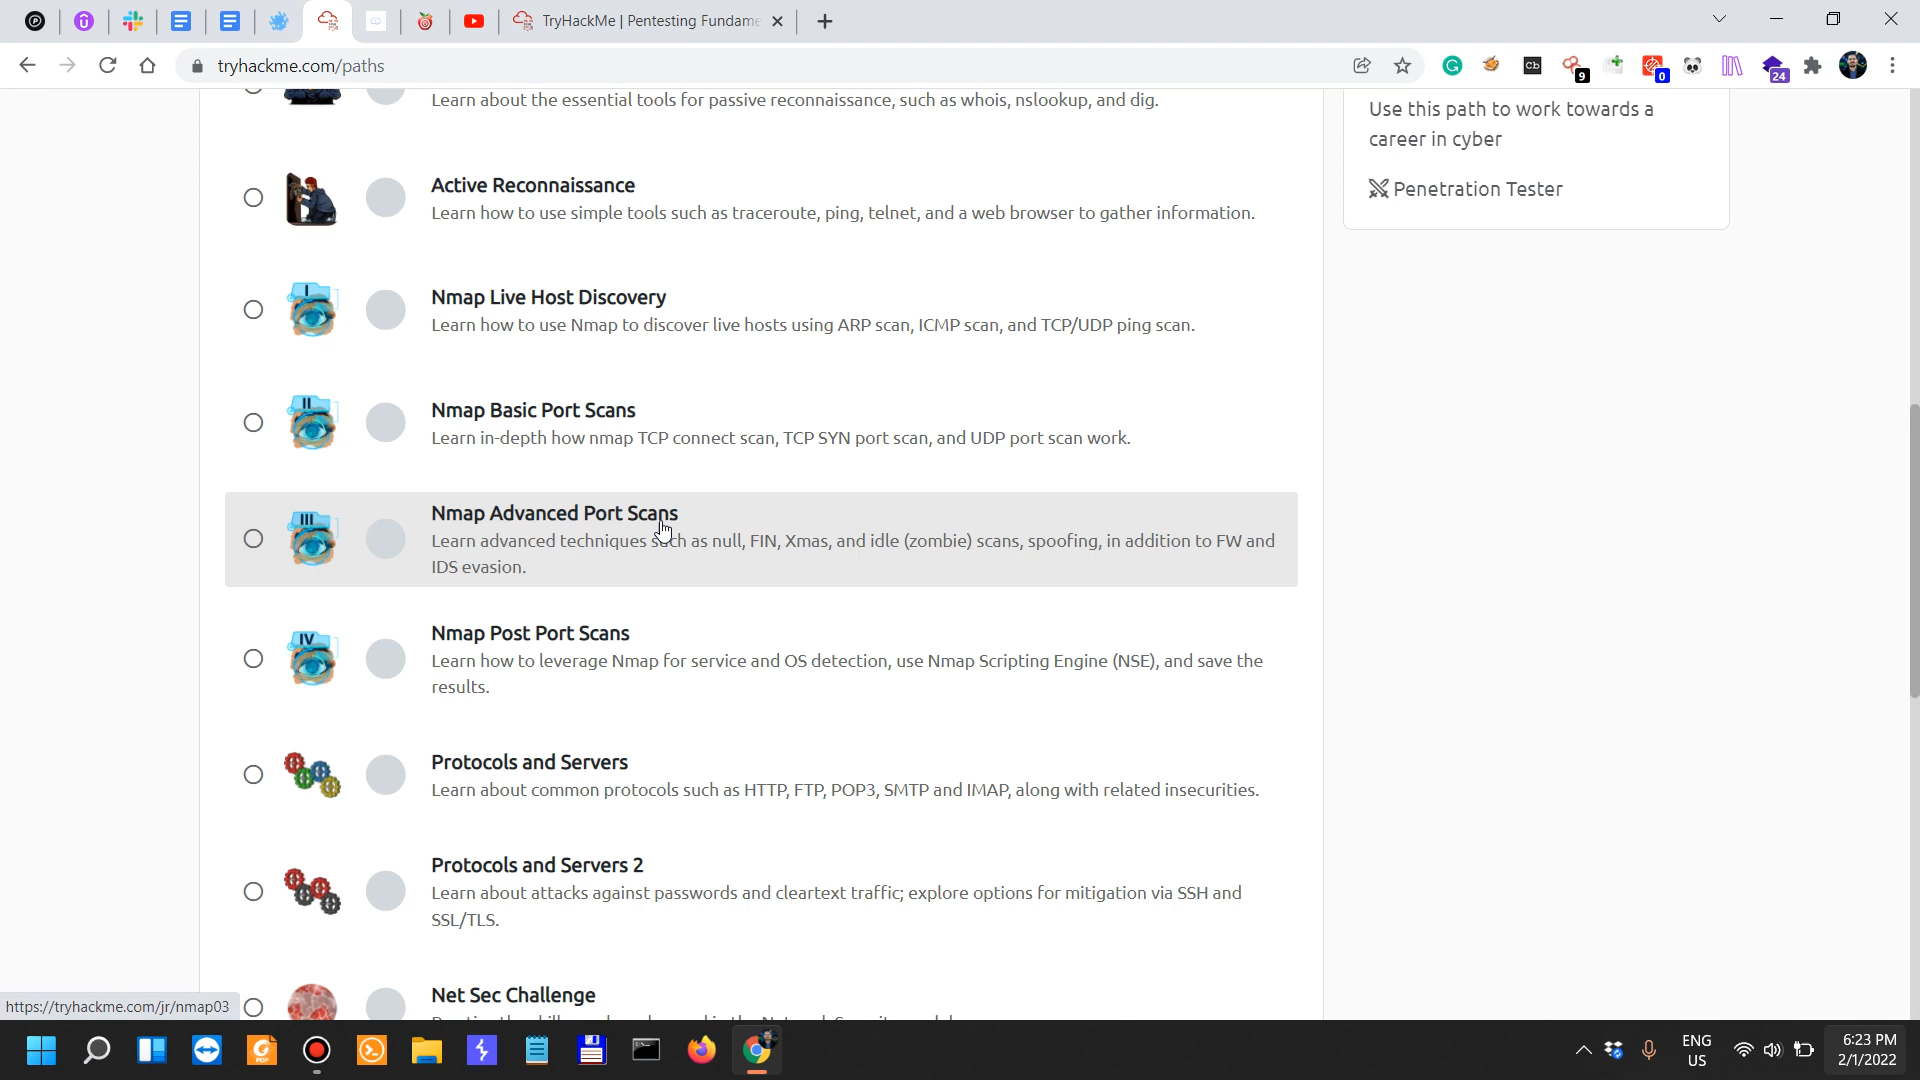 TryHackMe | Pentesting Fundame
tryhackme.com/paths
Cb
9
0
24
Learn about the essential tools for passive reconnaissance, such as whois, nslookup, and dig.
Use this path to work towards a
career in cyber
Penetration Tester
Active Reconnaissance
Learn how to use simple tools such as traceroute, ping, telnet, and a web browser to gather information.
I
Nmap Live Host Discovery
Learn how to use Nmap to discover live hosts using ARP scan, ICMP scan, and TCP/UDP ping scan.
II
Nmap Basic Port Scans
Learn in-depth how nmap TCP connect scan, TCP SYN port scan, and UDP port scan work.
III
Nmap Advanced Port Scans
Learn advanced techniques such as null, FIN, Xmas, and idle (zombie) scans, spoofing, in addition to FW and
IDS evasion.
IV
Nmap Post Port Scans
Learn how to leverage Nmap for service and OS detection, use Nmap Scripting Engine (NSE), and save the
results.
Protocols and Servers
Learn about common protocols such as HTTP, FTP, POP3, SMTP and IMAP, along with related insecurities.
Protocols and Servers 2
Learn about attacks against passwords and cleartext traffic; explore options for mitigation via SSH and
SSL/TLS.
Net Sec Challenge
https://tryhackme.com/jr/nmap03
PDF
ENG
US
6:23 PM
2/1/2022